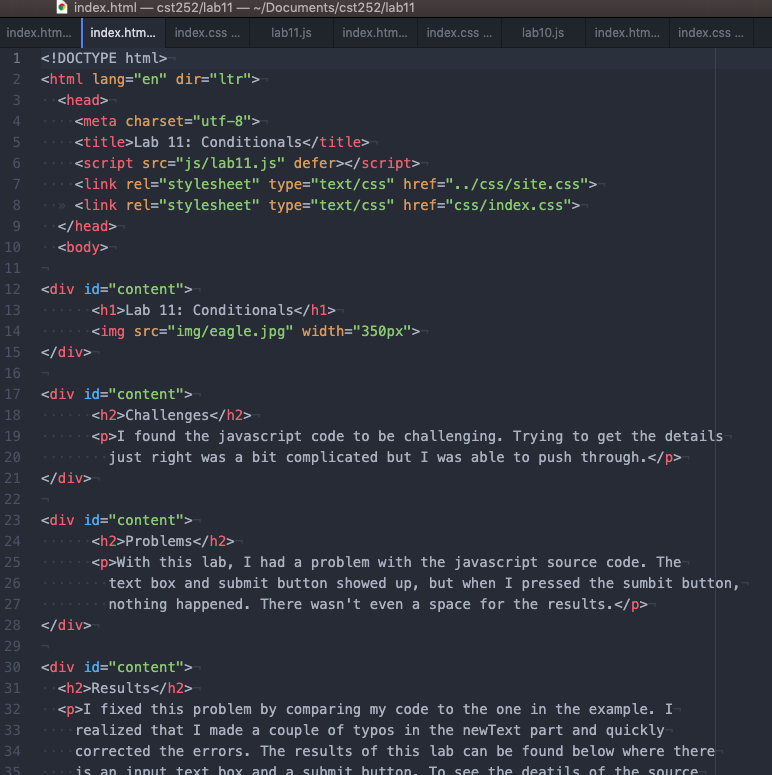 index.html — cst252/lab11 — ~/Documents/cst252/lab11
index.htm... index.htm... index.css ... lab11.js index.htm... index.css ... lab10.js index.htm... index.css ...
1 <!DOCTYPE html>
2 <html lang="en" dir="ltr">
3 <head>
4 <meta charset="utf-8">
5 <title>Lab 11: Conditionals</title>
6 <script src="js/lab11.js" defer></script>
7 <link rel="stylesheet" type="text/css" href="../css/site.css">
8 <link rel="stylesheet" type="text/css" href="css/index.css">
9 </head>
10 <body>
11
12 <div id="content">
13 <h1>Lab 11: Conditionals</h1>
14 <img src="img/eagle.jpg" width="350px">
15 </div>
16
17 <div id="content">
18 <h2>Challenges</h2>
19 <p>I found the javascript code to be challenging. Trying to get the details
20 just right was a bit complicated but I was able to push through.</p>
21 </div>
22
23 <div id="content">
24 <h2>Problems</h2>
25 <p>With this lab, I had a problem with the javascript source code. The
26 text box and submit button showed up, but when I pressed the sumbit button,
27 nothing happened. There wasn't even a space for the results.</p>
28 </div>
29
30 <div id="content">
31 <h2>Results</h2>
32 <p>I fixed this problem by comparing my code to the one in the example. I
33 realized that I made a couple of typos in the newText part and quickly
34 corrected the errors. The results of this lab can be found below where there
35 is an input text box and a submit button. To see the deatils of the source